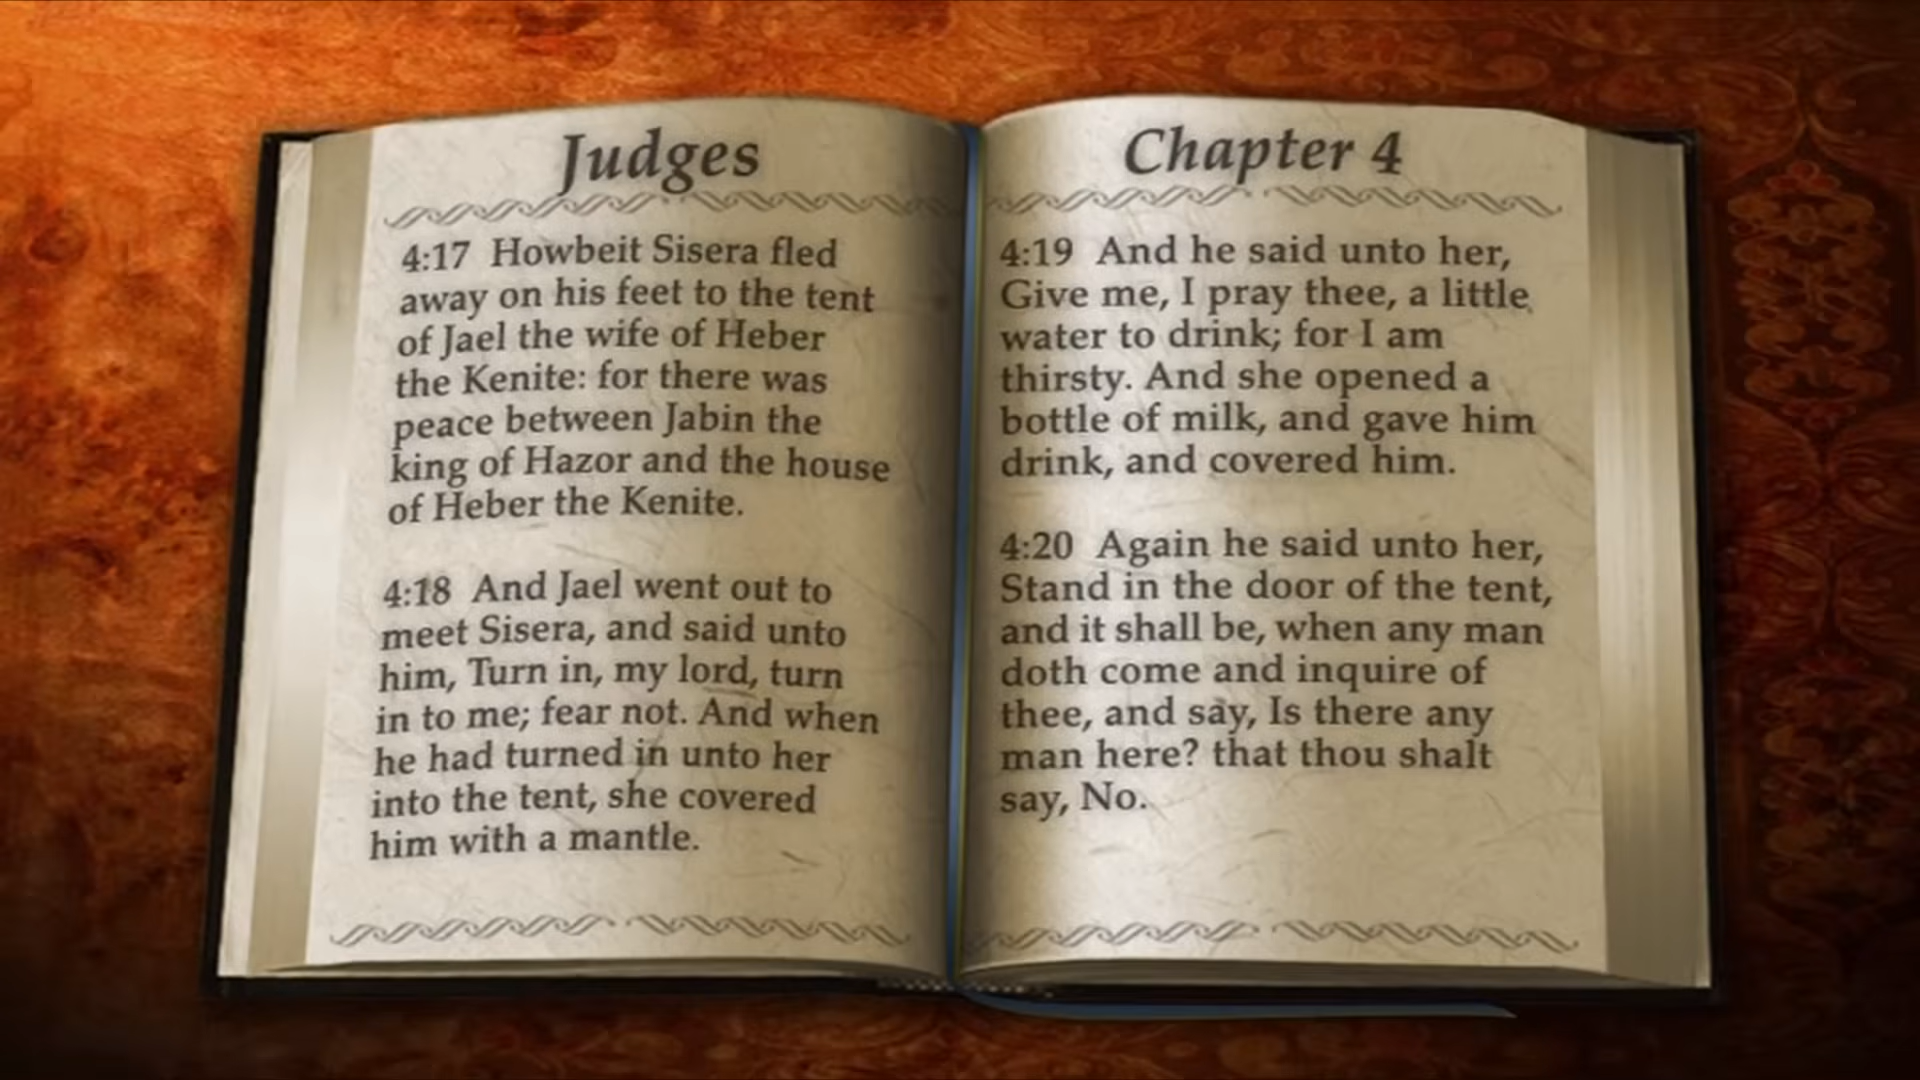 Judges
4:17 Howbeit Sisera fled
away on his feet to the tent
of Jael the wife of Heber
the Kenite: for there was
peace between Jabin the
king of Hazor and the house
of Heber the Kenite.
4:18 And Jael went out to
meet Sisera, and said unto
him, Turn in, my lord, turn
in to me; fear not. And when
he had turned in unto her
into the tent, she covered
him with a mantle.
Chapter 4
4:19 And he said unto her,
Give me, I pray thee, a little
water to drink; for I am
thirsty. And she opened a
bottle of milk, and gave him
drink, and covered him.
4:20 Again he said unto her,
Stand in the door of the tent,
and it shall be, when any man
doth come and inquire of
thee, and say, Is there any
man here? that thou shalt
say, No.